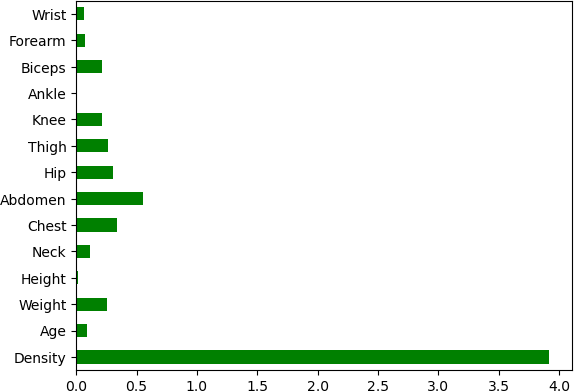 Wrist
Forearm
Biceps
Ankle
Knee
Thigh
Hip
Abdomen
Chest
Neck
Height
Weight
Age
Density
0.0 0.5 1.0 1.5 2.0 2.5 3.0 3.5 4.0